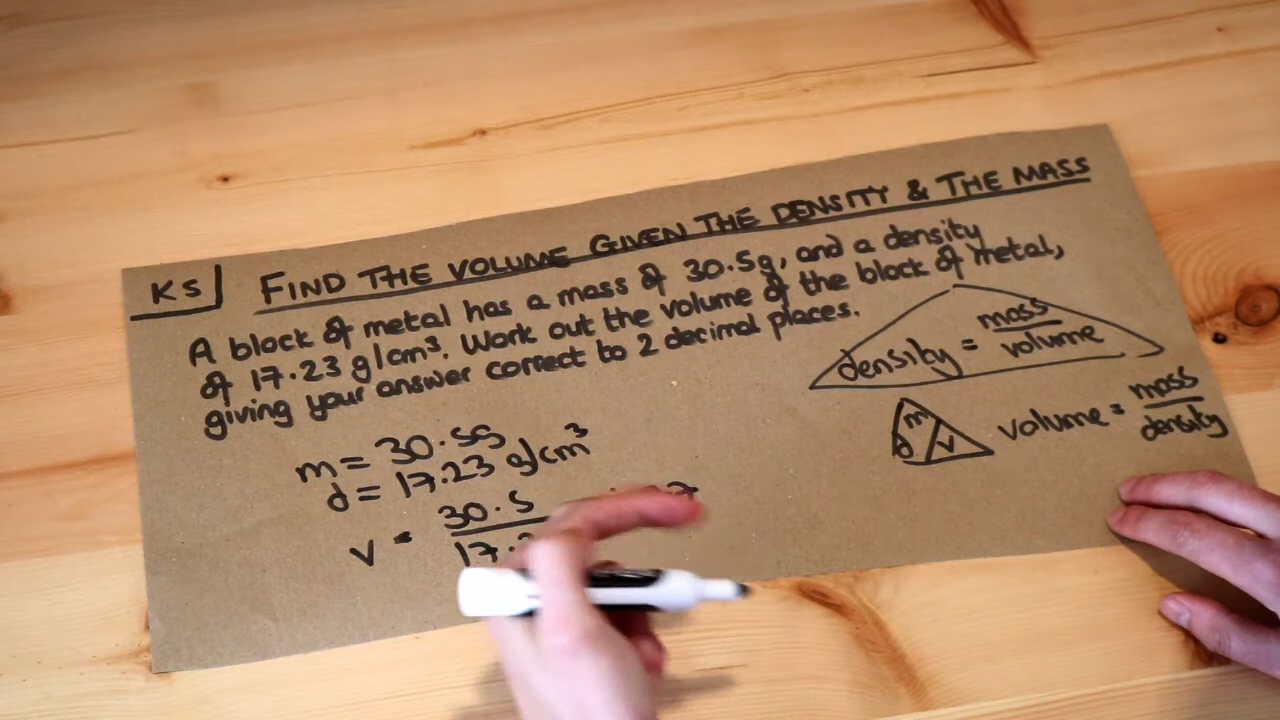 KS FIND THE VOLUME GIVEN THE DENSITY & THE MASS
A block of metal has a mass of 30.5g, and a density
of 17.23 g/cm³. Work out the volume of the block of metal,
giving your answer correct to 2 decimal places.
density = mass
volume
m
d v
volume = mass
density
m = 30.5g
d = 17.23 g/cm³
v = 30.5
17.2